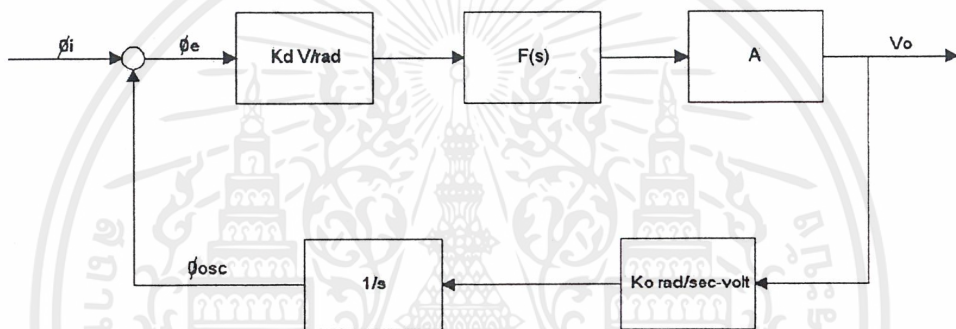 Øi
Øe
Kd V/rad
F(s)
A
Vo
Øosc
1/s
Ko rad/sec-volt